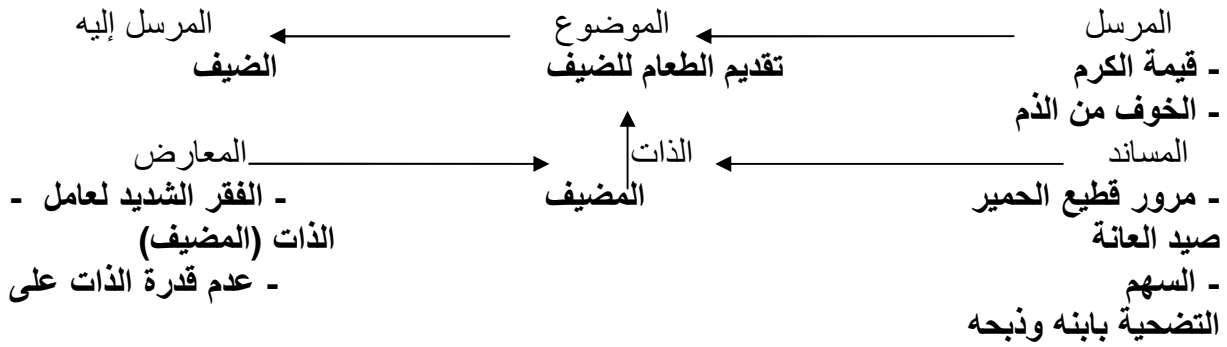 المرسل الموضوع المرسل إليه
- قيمة الكرم تقديم الطعام للضيف الضيف
- الخوف من الذم
المساند الذات المعارض
- مرور قطيع الحمير المضيف - الفقر الشديد لعامل -
صيد العانة الذات (المضيف)
- السهم - عدم قدرة الذات على
التضحية بابنه وذبحه